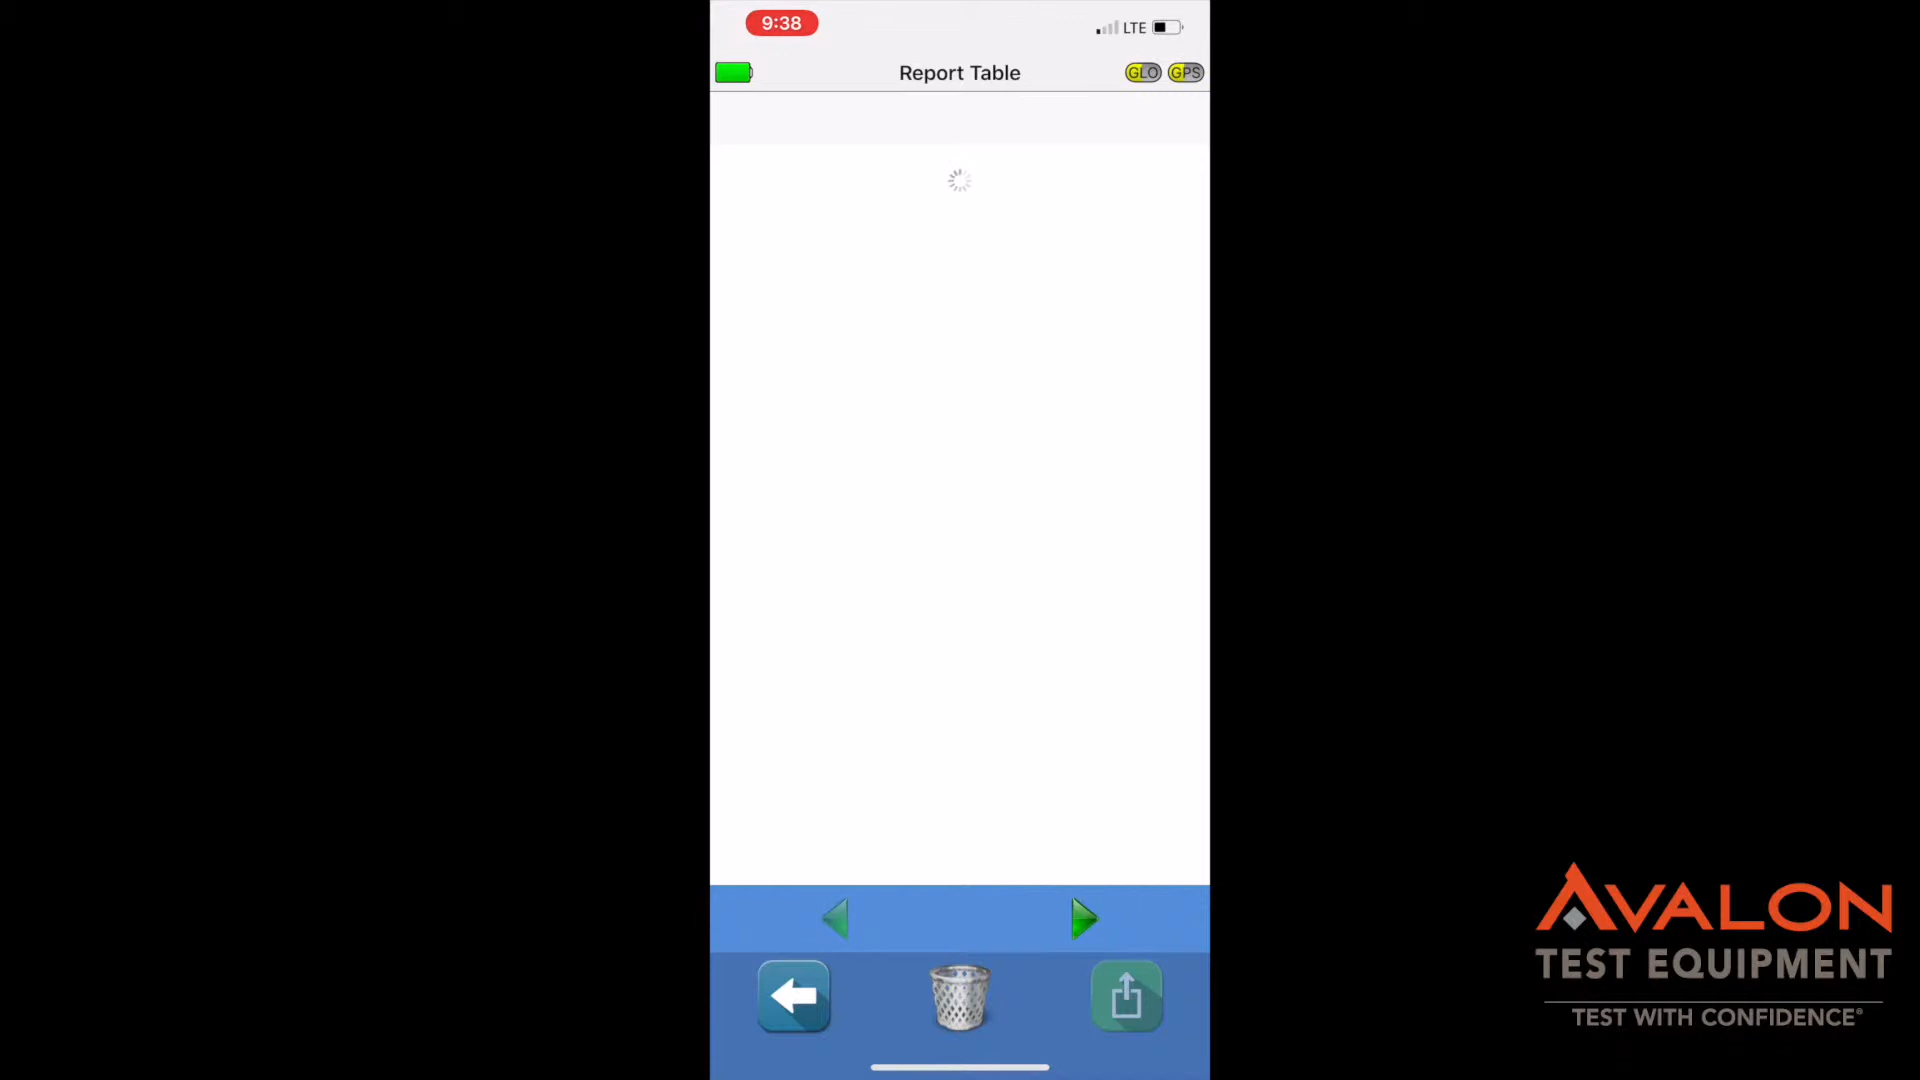 9:38
LTE
Report Table
GLO GPS
AVALON
TEST EQUIPMENT
TEST WITH CONFIDENCE®